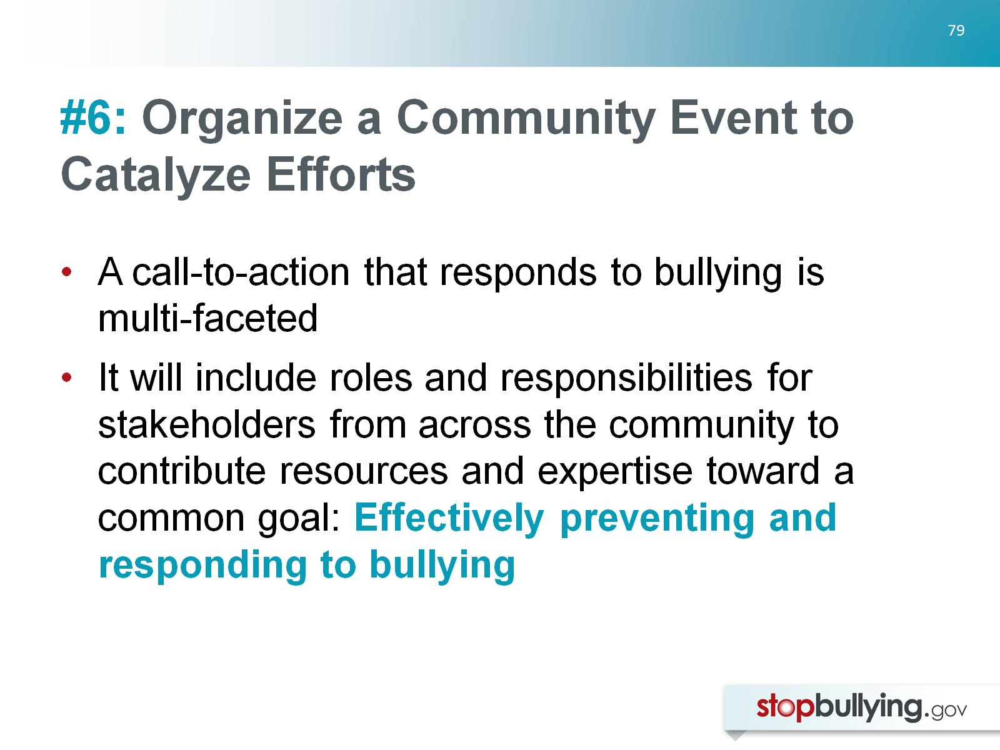 79
#6: Organize a Community Event to
Catalyze Efforts
• A call-to-action that responds to bullying is
multi-faceted
• It will include roles and responsibilities for
stakeholders from across the community to
contribute resources and expertise toward a
common goal: Effectively preventing and
responding to bullying
stopbullying.gov